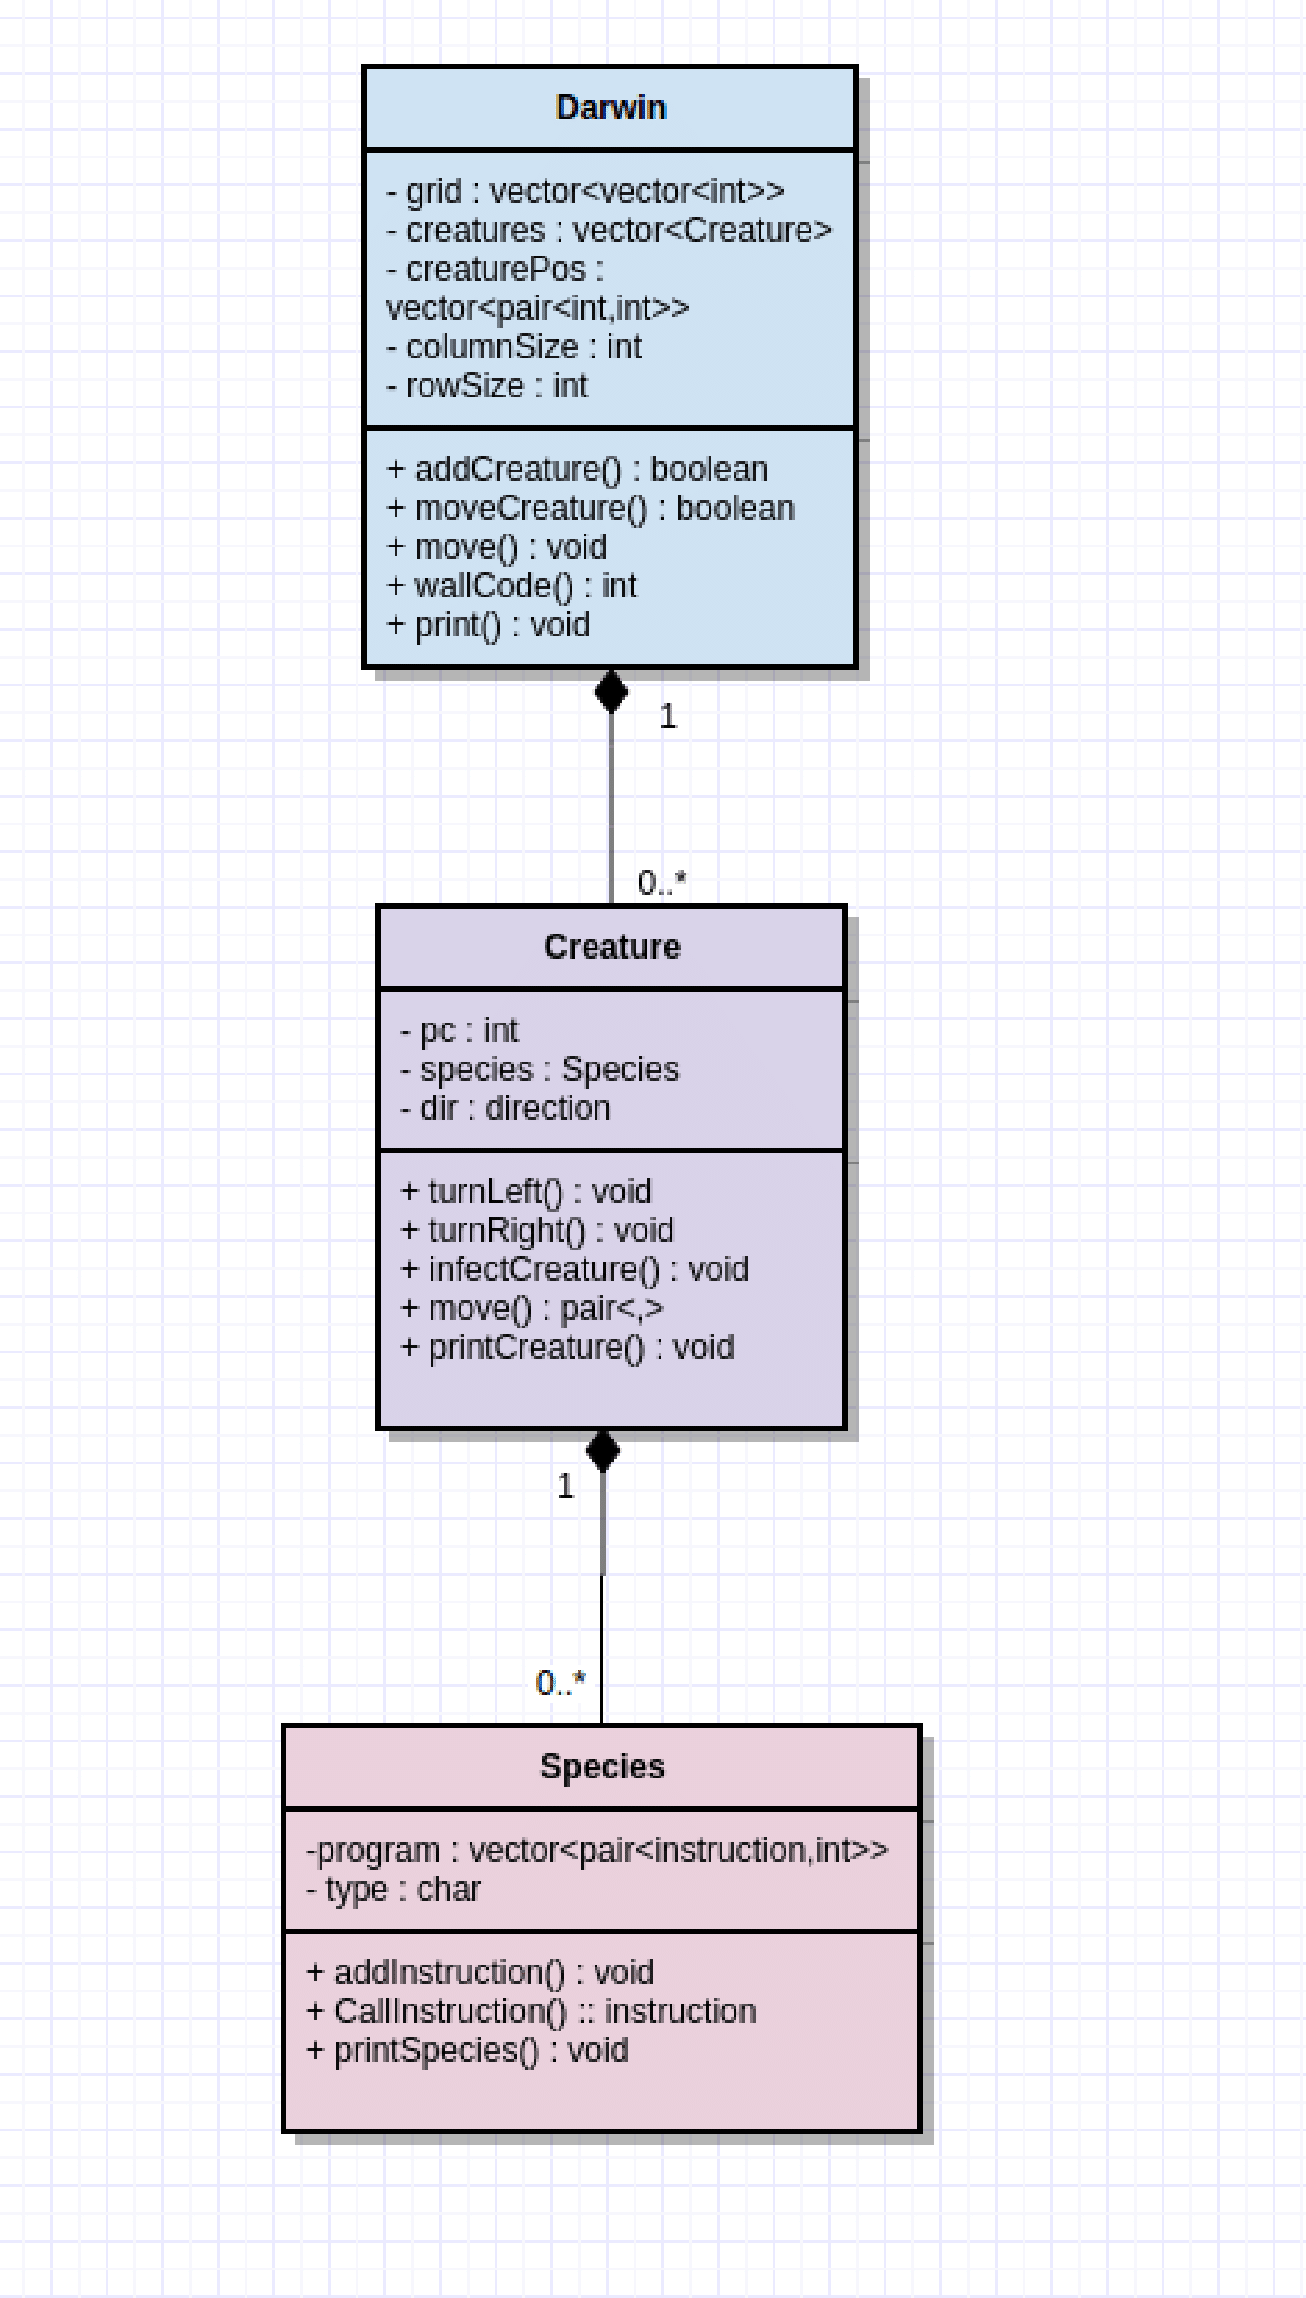 Darwin
- grid : vector<vector<int>>
- creatures : vector<Creature>
- creaturePos :
vector<pair<int,int>>
- columnSize : int
- rowSize : int
+ addCreature() : boolean
+ moveCreature() : boolean
+ move() : void
+ wallCode() : int
+ print() : void
1
0..*
Creature
- pc : int
- species : Species
- dir : direction
+ turnLeft() : void
+ turnRight() : void
+ infectCreature() : void
+ move() : pair<,>
+ printCreature() : void
1
0..*
Species
-program : vector<pair<instruction,int>>
- type : char
+ addInstruction() : void
+ CallInstruction() :: instruction
+ printSpecies() : void